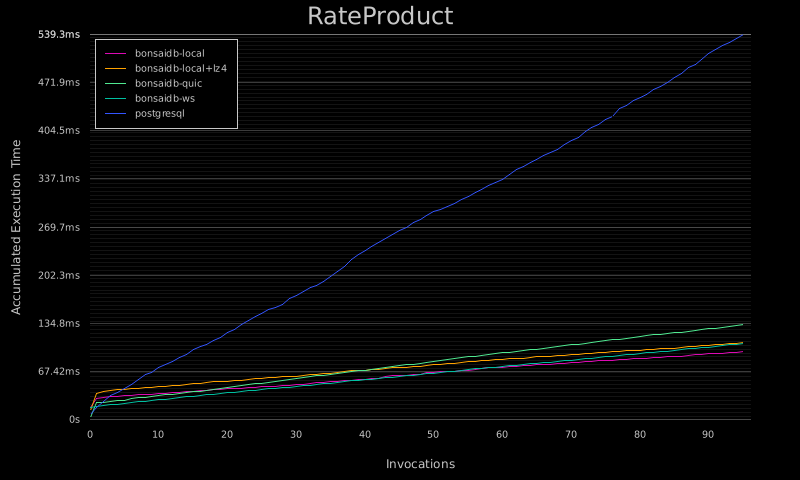 RateProduct
539.3ms
471.9ms
404.5ms
337.1ms
269.7ms
202.3ms
134.8ms
67.42ms
0s
bonsaidb-local
bonsaidb-local+lz4
bonsaidb-quic
bonsaidb-ws
postgresql
Accumulated Execution Time
0 10 20 30 40 50 60 70 80 90
Invocations